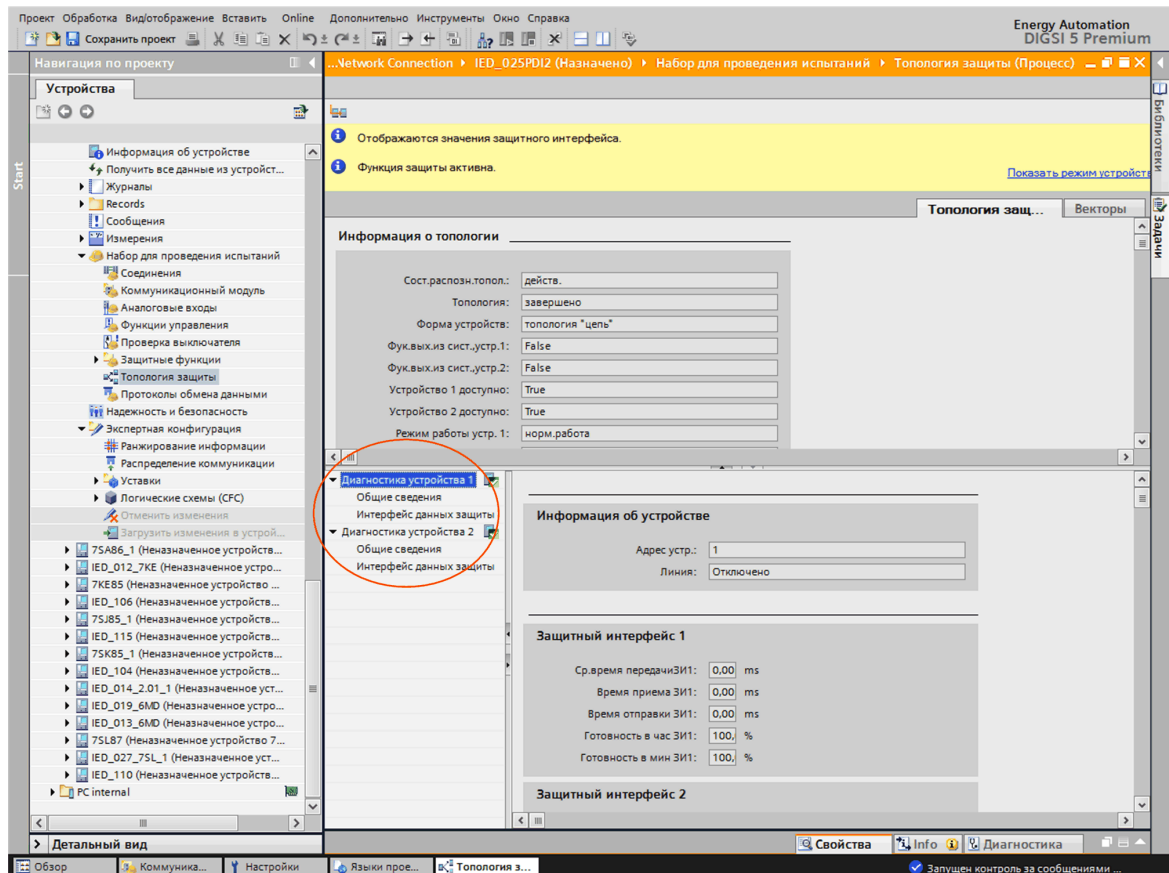 Проект Обработка Вид/отображение Вставить Online Дополнительно Инструменты Окно Справка
Energy Automation
DIGSI 5 Premium
Сохранить проект
Навигация по проекту
...Network Connection IED_025PDI2 (Назначено) Набор для проведения испытаний Топология защиты (Процесс)
Устройства
Start
Информация об устройстве
Получить все данные из устройст...
Журналы
Records
Сообщения
Измерения
Набор для проведения испытаний
Соединения
Коммуникационный модуль
Аналоговые входы
Функции управления
Проверка выключателя
Защитные функции
Топология защиты
Протоколы обмена данными
Надежность и безопасность
Экспертная конфигурация
Ранжирование информации
Распределение коммуникации
Уставки
Логические схемы (CFC)
Отменить изменения
Загрузить изменения в устрой...
7SA86_1 (Неназначенное устройств...
IED_012_7KE (Неназначенное устро...
7KE85 (Неназначенное устройство ...
IED_106 (Неназначенное устройств...
7SJ85_1 (Неназначенное устройств...
IED_115 (Неназначенное устройств...
7SK85_1 (Неназначенное устройств...
IED_104 (Неназначенное устройств...
IED_014_2.01_1 (Неназначенное уст...
IED_019_6MD (Неназначенное устро...
IED_013_6MD (Неназначенное устро...
7SL87 (Неназначенное устройство 7...
IED_027_7SL_1 (Неназначенное уст...
IED_110 (Неназначенное устройств...
PC internal
Детальный вид
Отображаются значения защитного интерфейса.
Функция защиты активна.
Показать режим устройств
Топология защ...
Векторы
Информация о топологии
Сост.распозн.топол.: действ.
Топология: завершено
Форма устройств: топология "цепь"
Фук.вых.из сист.,устр.1: False
Фук.вых.из сист.,устр.2: False
Устройство 1 доступно: True
Устройство 2 доступно: True
Режим работы устр. 1: норм.работа
Диагностика устройства 1
Общие сведения
Интерфейс данных защиты
Диагностика устройства 2
Общие сведения
Интерфейс данных защиты
Информация об устройстве
Адрес устр.: 1
Линия: Отключено
Защитный интерфейс 1
Ср.время передачиЗИ1: 0,00 ms
Время приема ЗИ1: 0,00 ms
Время отправки ЗИ1: 0,00 ms
Готовность в час ЗИ1: 100, %
Готовность в мин ЗИ1: 100, %
Защитный интерфейс 2
Библиотеки
Задачи
Свойства
Info
Диагностика
Обзор
Коммуника...
Настройки
Языки прое...
Топология з...
Запущен контроль за сообщениями ...